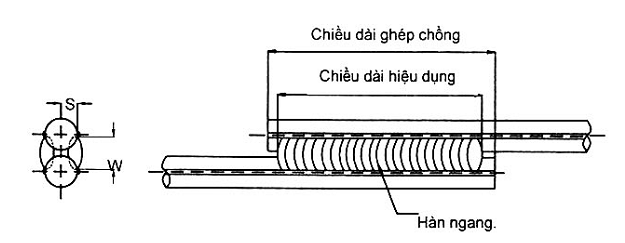 Chiều dài ghép chồng
Chiều dài hiệu dụng
S
W
Hàn ngang.